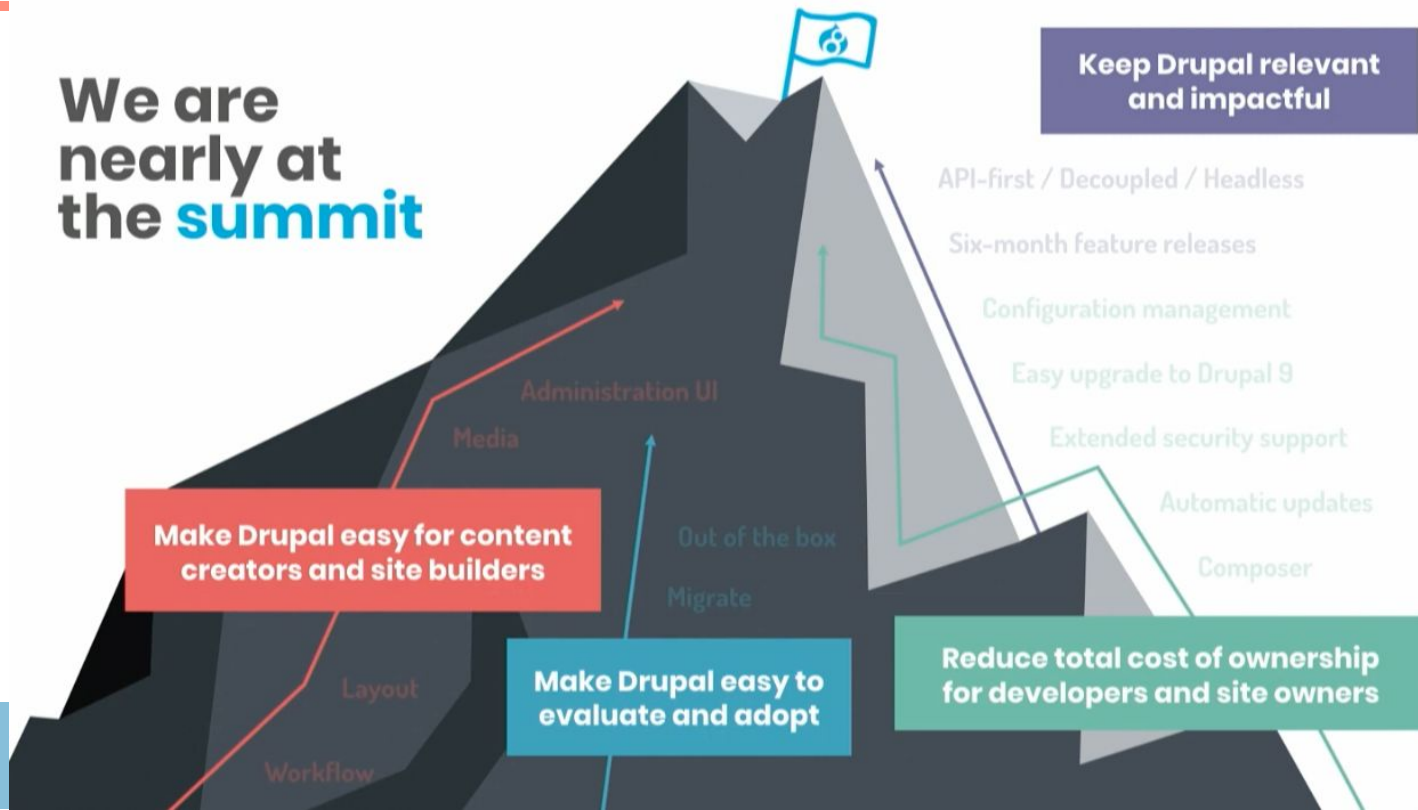 We are
nearly at
the summit
Keep Drupal relevant
and impactful
API-first / Decoupled / Headless
Six-month feature releases
Configuration management
Easy upgrade to Drupal 9
Extended security support
Automatic updates
Composer
Administration UI
Media
Make Drupal easy for content
creators and site builders
Out of the box
Migrate
Layout
Workflow
Make Drupal easy to
evaluate and adopt
Reduce total cost of ownership
for developers and site owners